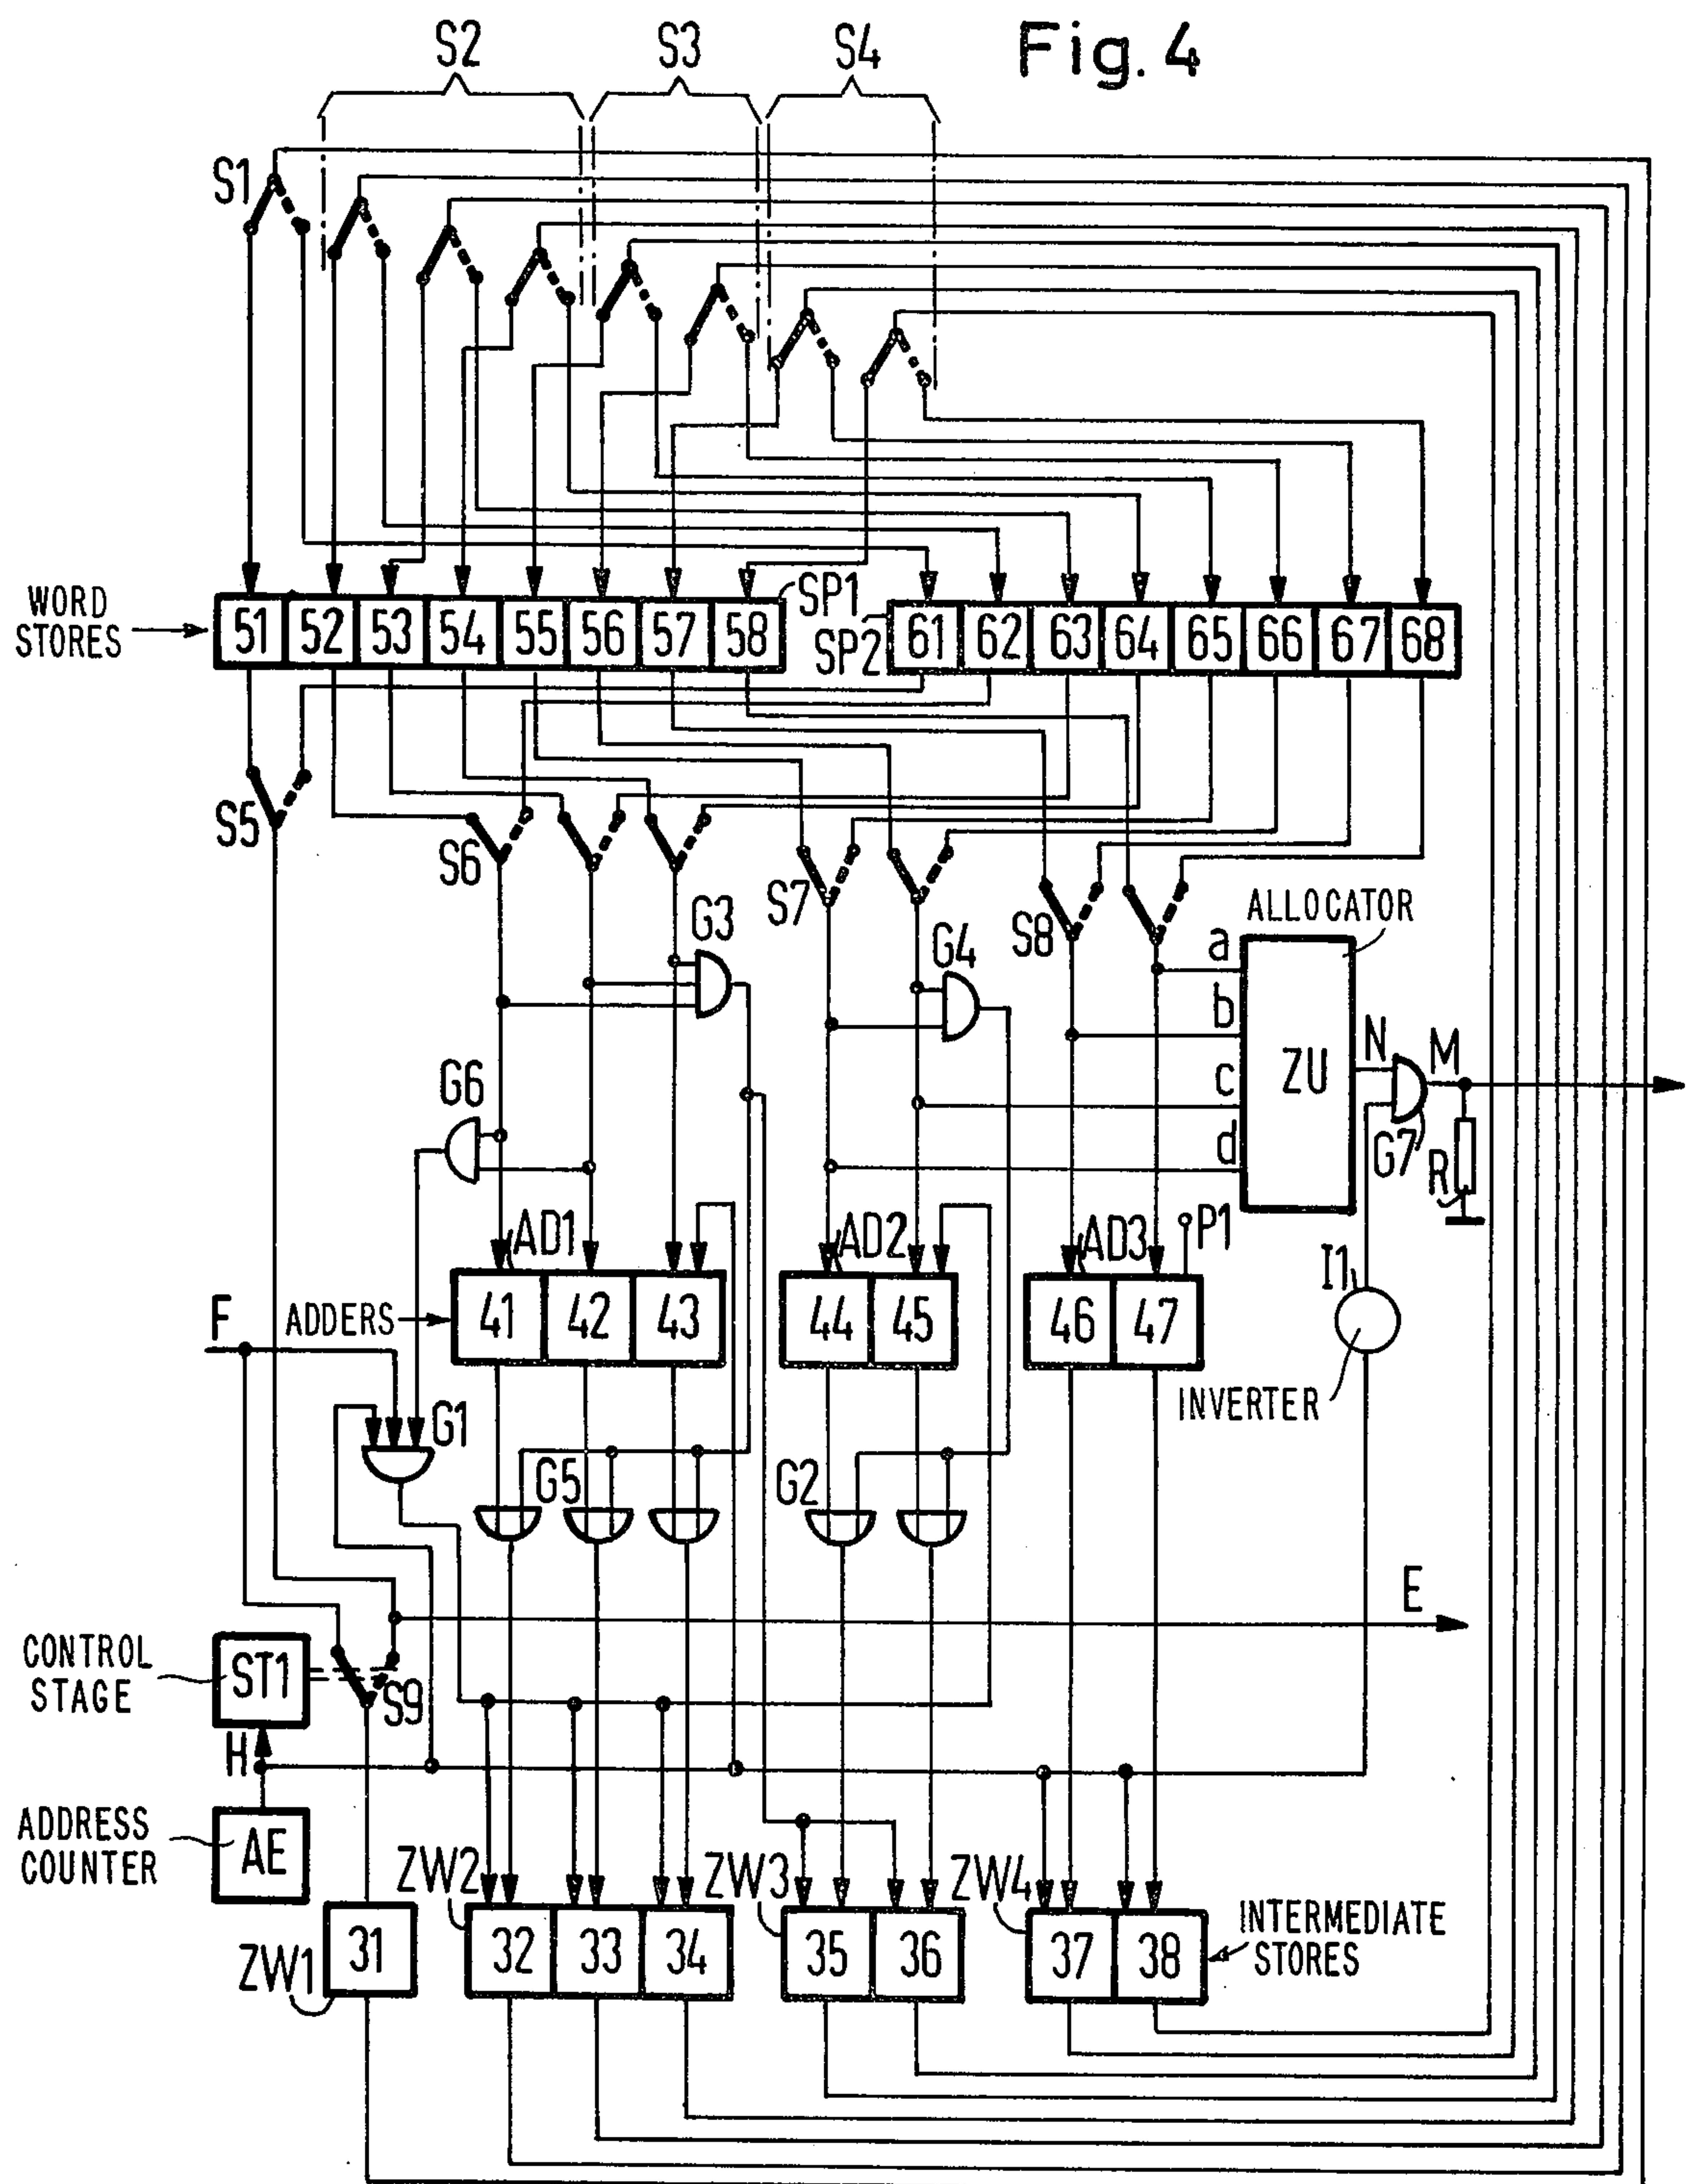 Fig. 4
S2 S3 S4
S1
WORD
STORES
51 52 53 54 55 56 57 58
SP1
SP2
61 62 63 64 65 66 67 68
S5
S6
S7
S8
G3
G4
ALLOCATOR
a
b
c
d
ZU
N
M
G7
R
G6
AD1
AD2
AD3
P1
I1
F
ADDERS
41 42 43
44 45
46 47
INVERTER
G1
G5
G2
E
CONTROL
STAGE
ST1
S9
H
ADDRESS
COUNTER
AE
ZW2
ZW3
ZW4
INTERMEDIATE
STORES
ZW1
31
32 33 34
35 36
37 38